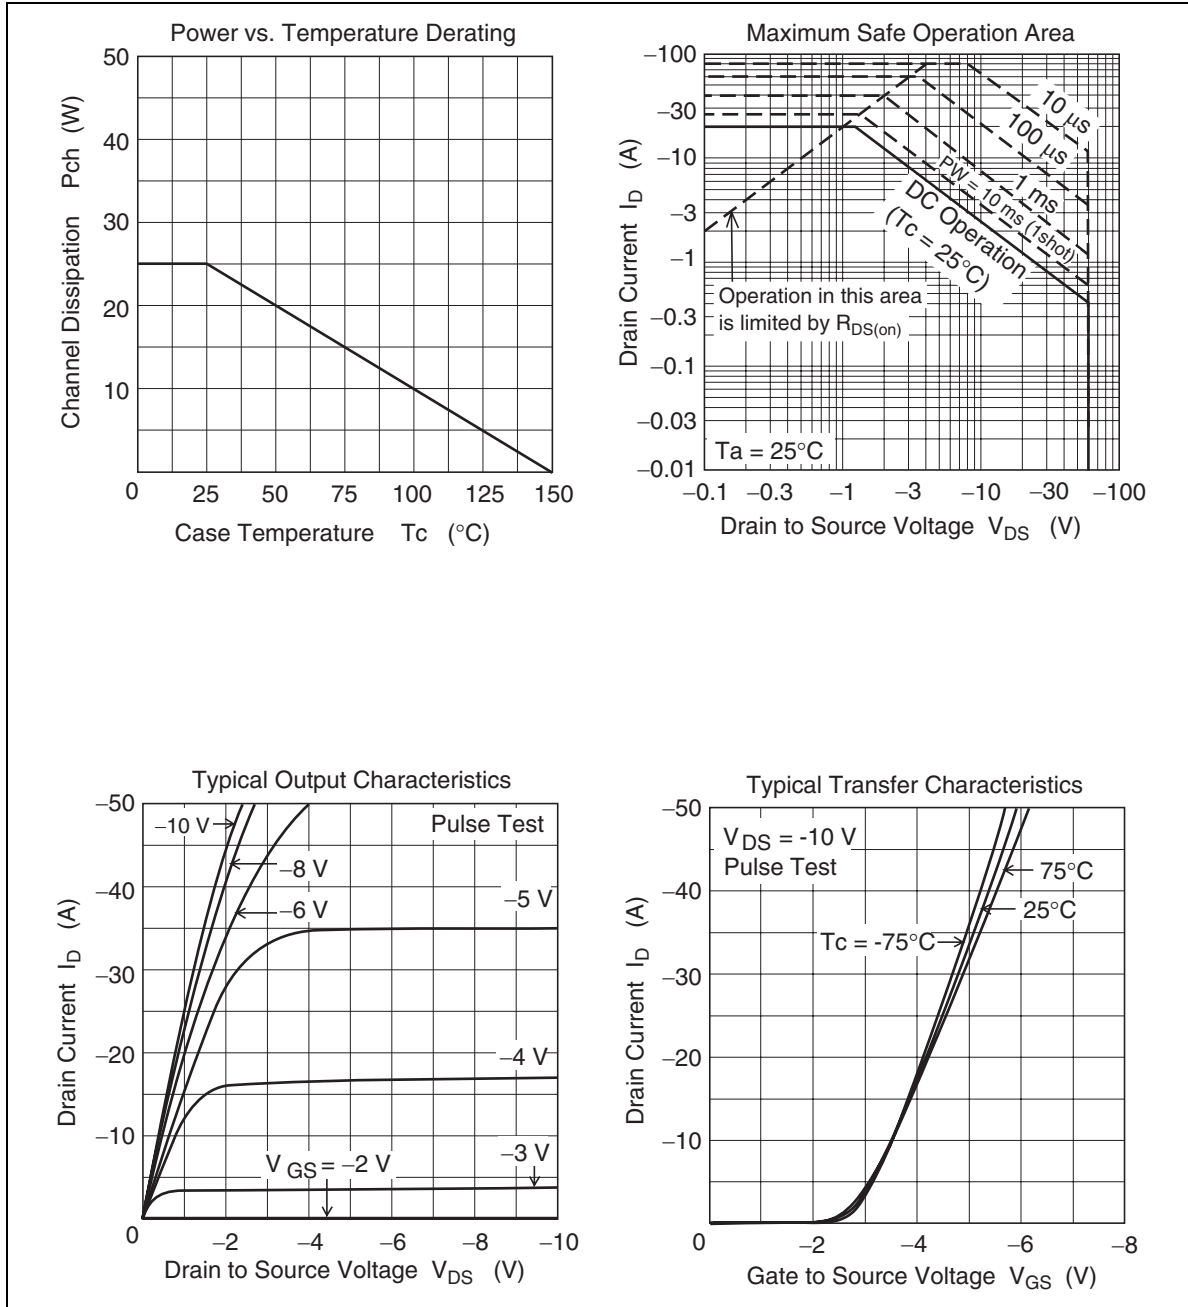 Power vs. Temperature Derating
50
40
30
20
10
0
25
50
75
100
125
150
Channel Dissipation Pch (W)
Case Temperature Tc (°C)
Maximum Safe Operation Area
–100
–30
–10
–3
–1
–0.3
–0.1
–0.03
–0.01
–0.1
–0.3
–1
–3
–10
–30
–100
Drain Current ID (A)
10 μs
100 μs
1 ms
PW = 10 ms (1shot)
DC Operation
(Tc = 25°C)
Operation in this area
is limited by RDS(on)
Ta = 25°C
Drain to Source Voltage VDS (V)
Typical Output Characteristics
–50
–40
–30
–20
–10
0
–2
–4
–6
–8
–10
Drain Current ID (A)
–10 V
–8 V
–6 V
Pulse Test
–5 V
–4 V
–3 V
VGS = –2 V
Drain to Source Voltage VDS (V)
Typical Transfer Characteristics
–50
–40
–30
–20
–10
0
–2
–4
–6
–8
Drain Current ID (A)
VDS = -10 V
Pulse Test
75°C
25°C
Tc = -75°C
Gate to Source Voltage VGS (V)